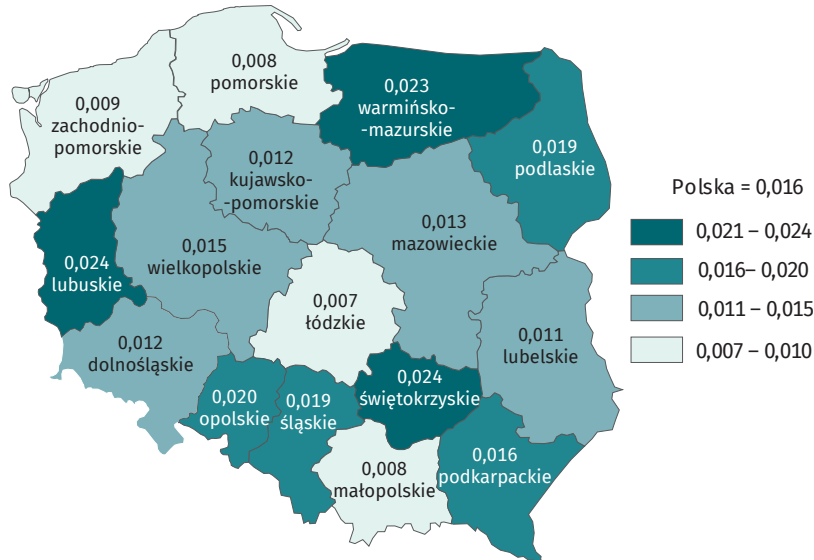 0,008
pomorskie
0,009
zachodnio-
pomorskie
0,023
warmińsko-
-mazurskie
0,019
podlaskie
0,012
kujawsko-
-pomorskie
0,013
mazowieckie
0,015
wielkopolskie
0,024
lubuskie
0,007
łódzkie
0,011
lubelskie
0,012
dolnośląskie
0,020
opolskie
0,019
śląskie
0,024
świętokrzyskie
0,008
małopolskie
0,016
podkarpackie
Polska = 0,016
0,021 – 0,024
0,016– 0,020
0,011 – 0,015
0,007 – 0,010